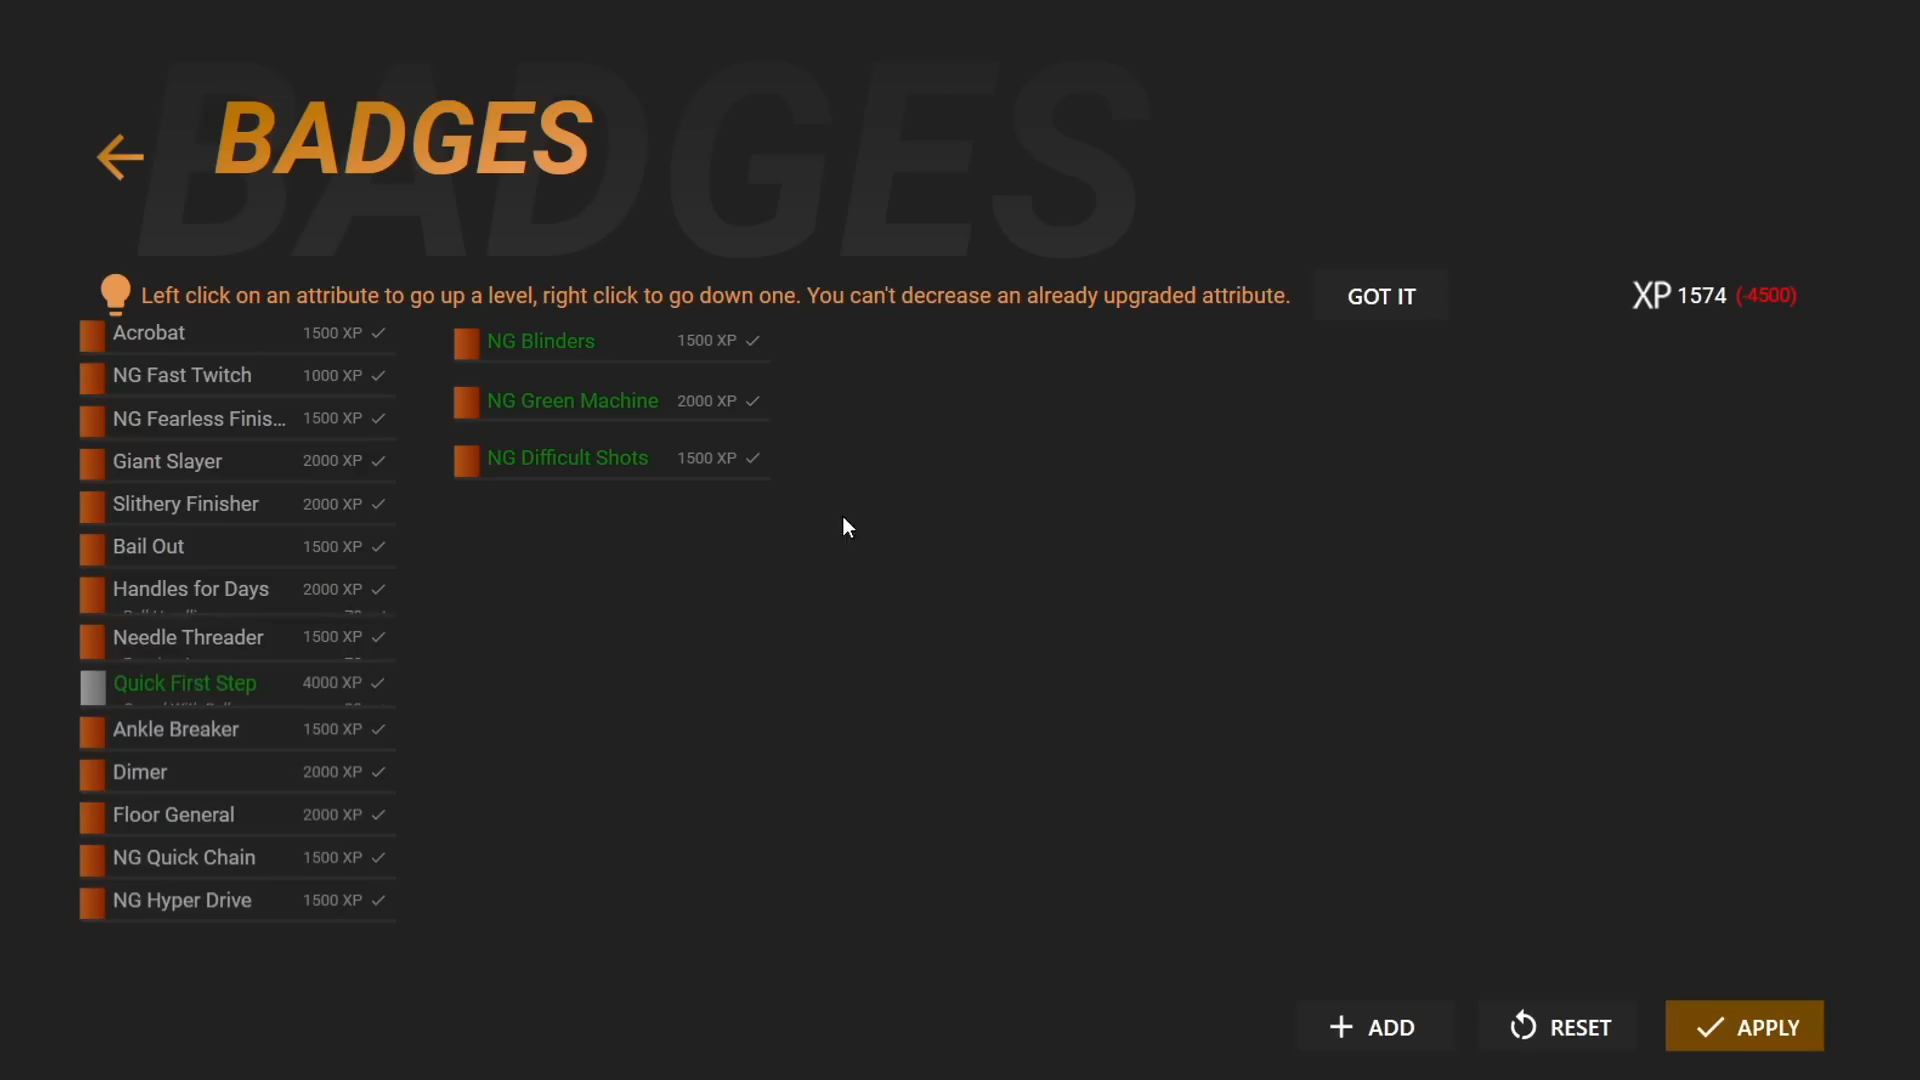 BADGES
Left click on an attribute to go up a level, right click to go down one. You can't decrease an already upgraded attribute.
GOT IT
XP 1574 (-4500)
Acrobat 1500 XP
NG Fast Twitch 1000 XP
NG Fearless Finis... 1500 XP
Giant Slayer 2000 XP
Slithery Finisher 2000 XP
Bail Out 1500 XP
Handles for Days 2000 XP
Needle Threader 1500 XP
Quick First Step 4000 XP
Ankle Breaker 1500 XP
Dimer 2000 XP
Floor General 2000 XP
NG Quick Chain 1500 XP
NG Hyper Drive 1500 XP
NG Blinders 1500 XP
NG Green Machine 2000 XP
NG Difficult Shots 1500 XP
ADD
RESET
APPLY